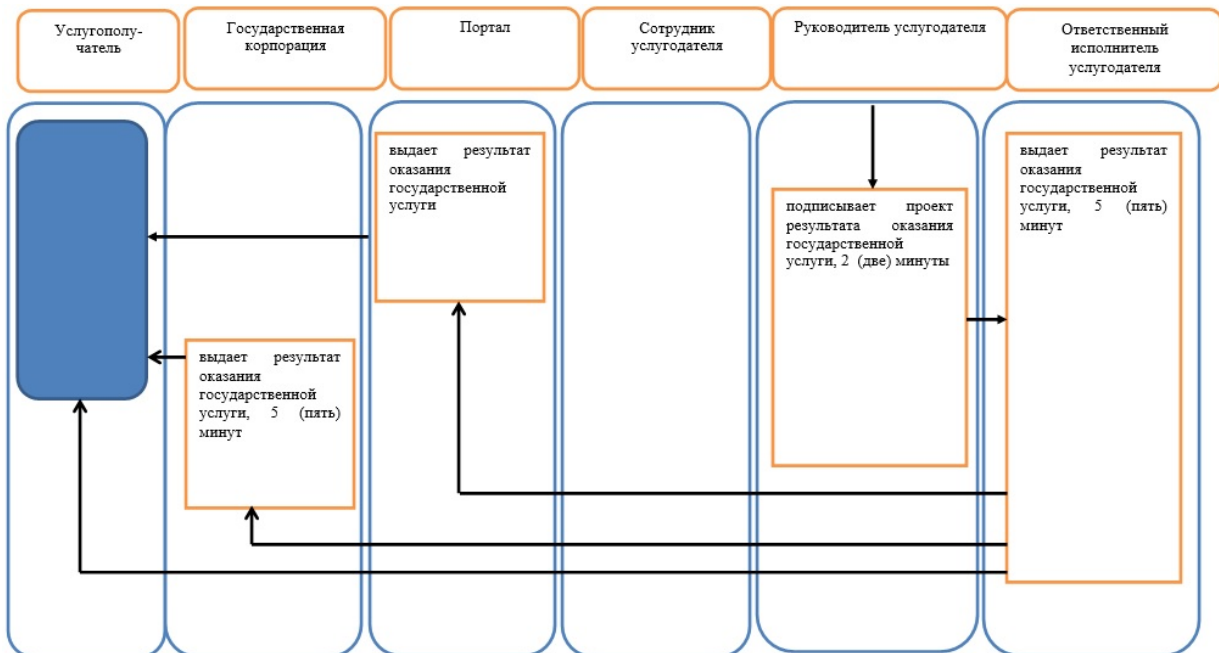 Услугополу-
чатель
Государственная
корпорация
Портал
Сотрудник
услугодателя
Руководитель услугодателя
Ответственный
исполнитель
услугодателя
выдает результат
оказания
государственной
услуги
подписывает проект
результата оказания
государственной
услуги, 2 (две) минуты
выдает результат
оказания
государственной
услуги, 5 (пять)
минут
выдает результат
оказания
государственной
услуги, 5 (пять)
минут